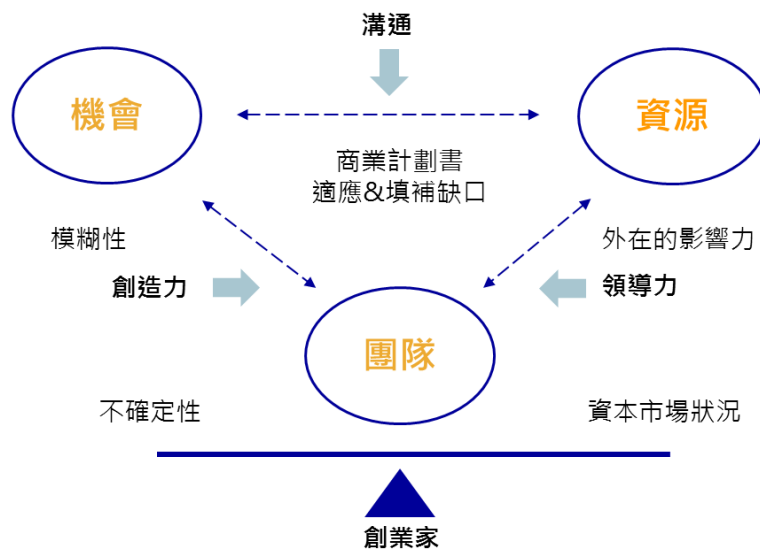 溝通
機會
資源
商業計劃書
適應&填補缺口
模糊性
外在的影響力
創造力
領導力
團隊
不確定性
資本市場狀況
創業家